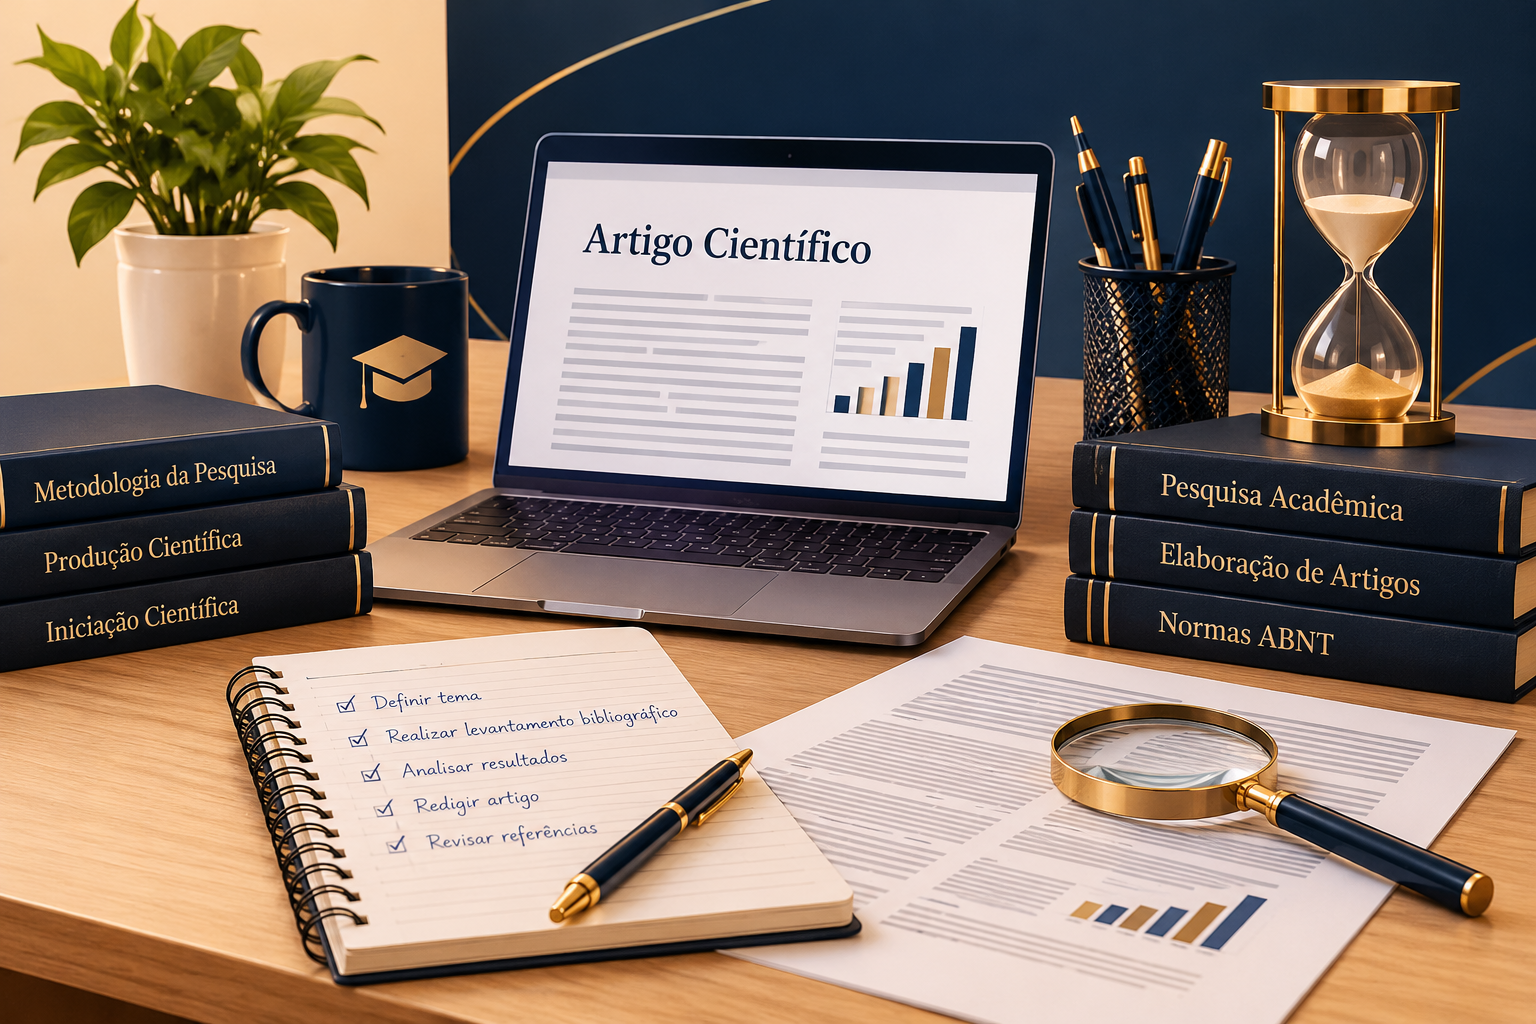 Artigo Científico
Metodologia da Pesquisa
Produção Científica
Iniciação Científica
Pesquisa Acadêmica
Elaboração de Artigos
Normas ABNT
Definir tema
Realizar levantamento bibliográfico
Analisar resultados
Redigir artigo
Revisar referências